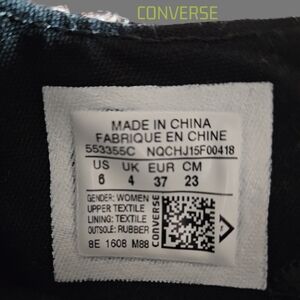 CONVERSE
MADE IN CHINA
FABRIQUE EN CHINE
553355C NQCHJ15F00418
US UK EUR CM
6 4 37 23
GENDER: WOMEN
UPPER: TEXTILE
LINING: TEXTILE
OUTSOLE: RUBBER
8E 1608 M88
CONVERSE